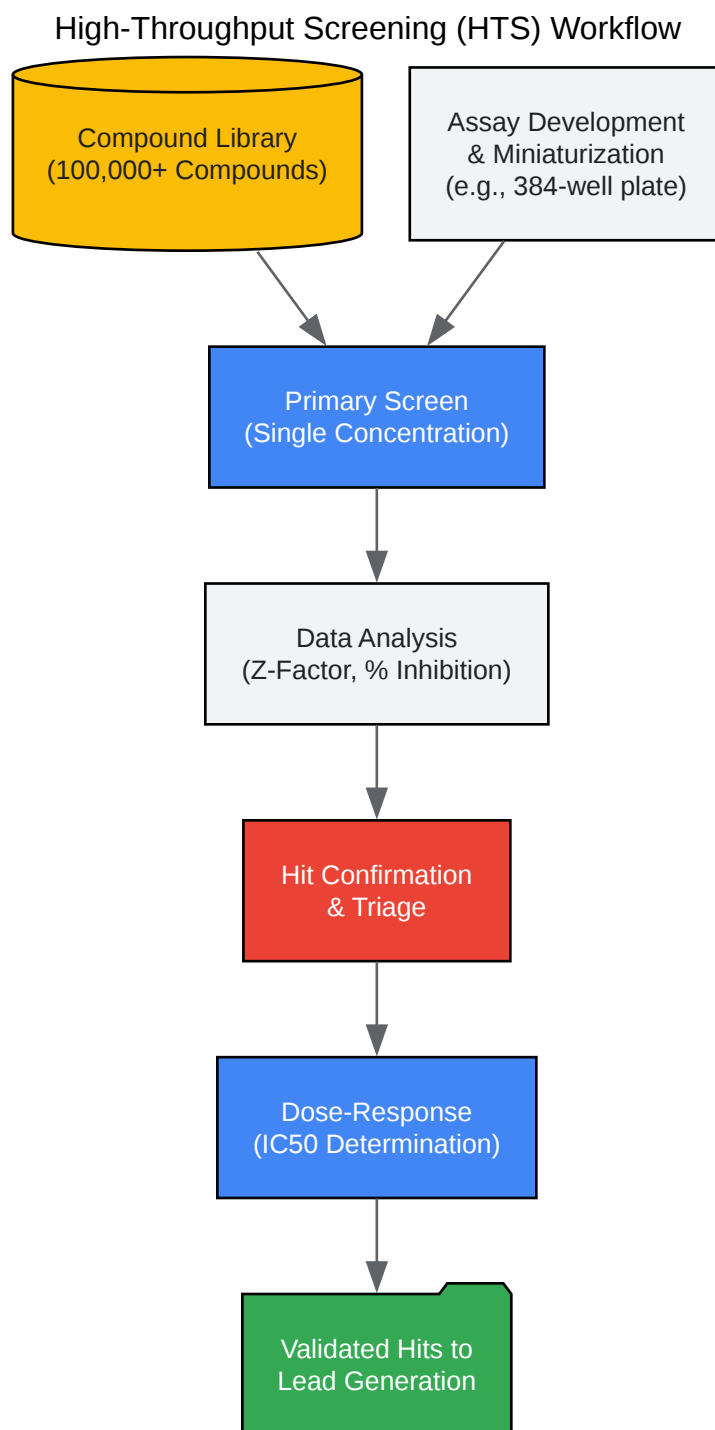 High-Throughput Screening (HTS) Workflow
Compound Library
(100,000+ Compounds)
Assay Development
& Miniaturization
(e.g., 384-well plate)
Primary Screen
(Single Concentration)
Data Analysis
(Z-Factor, % Inhibition)
Hit Confirmation
& Triage
Dose-Response
(IC50 Determination)
Validated Hits to
Lead Generation